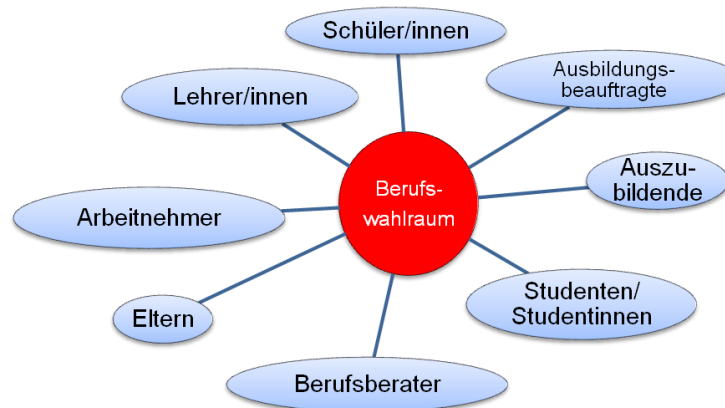 Schüler/innen
Ausbildungs-
beauftragte
Lehrer/innen
Auszu-
bildende
Berufs-
wahlraum
Arbeitnehmer
Studenten/
Studentinnen
Eltern
Berufsberater